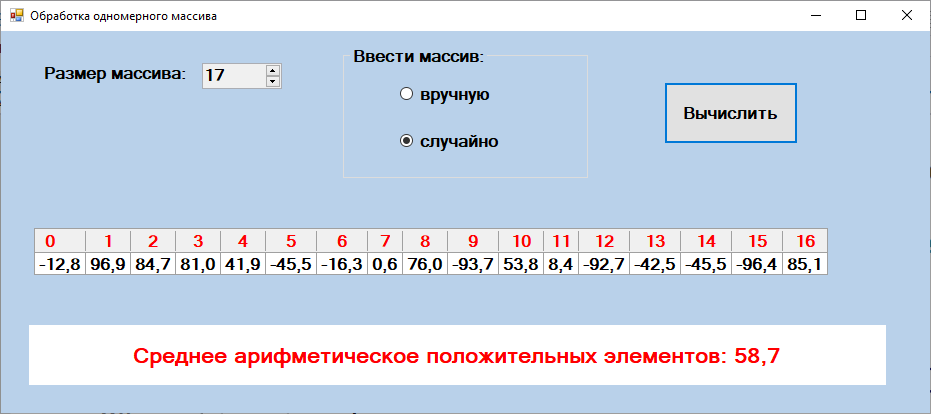 Обработка одномерного массива
Размер массива: 17
Ввести массив:
вручную
случайно
Вычислить
0 1 2 3 4 5 6 7 8 9 10 11 12 13 14 15 16
-12,8 96,9 84,7 81,0 41,9 -45,5 -16,3 0,6 76,0 -93,7 53,8 8,4 -92,7 -42,5 -45,5 -96,4 85,1
Среднее арифметическое положительных элементов: 58,7